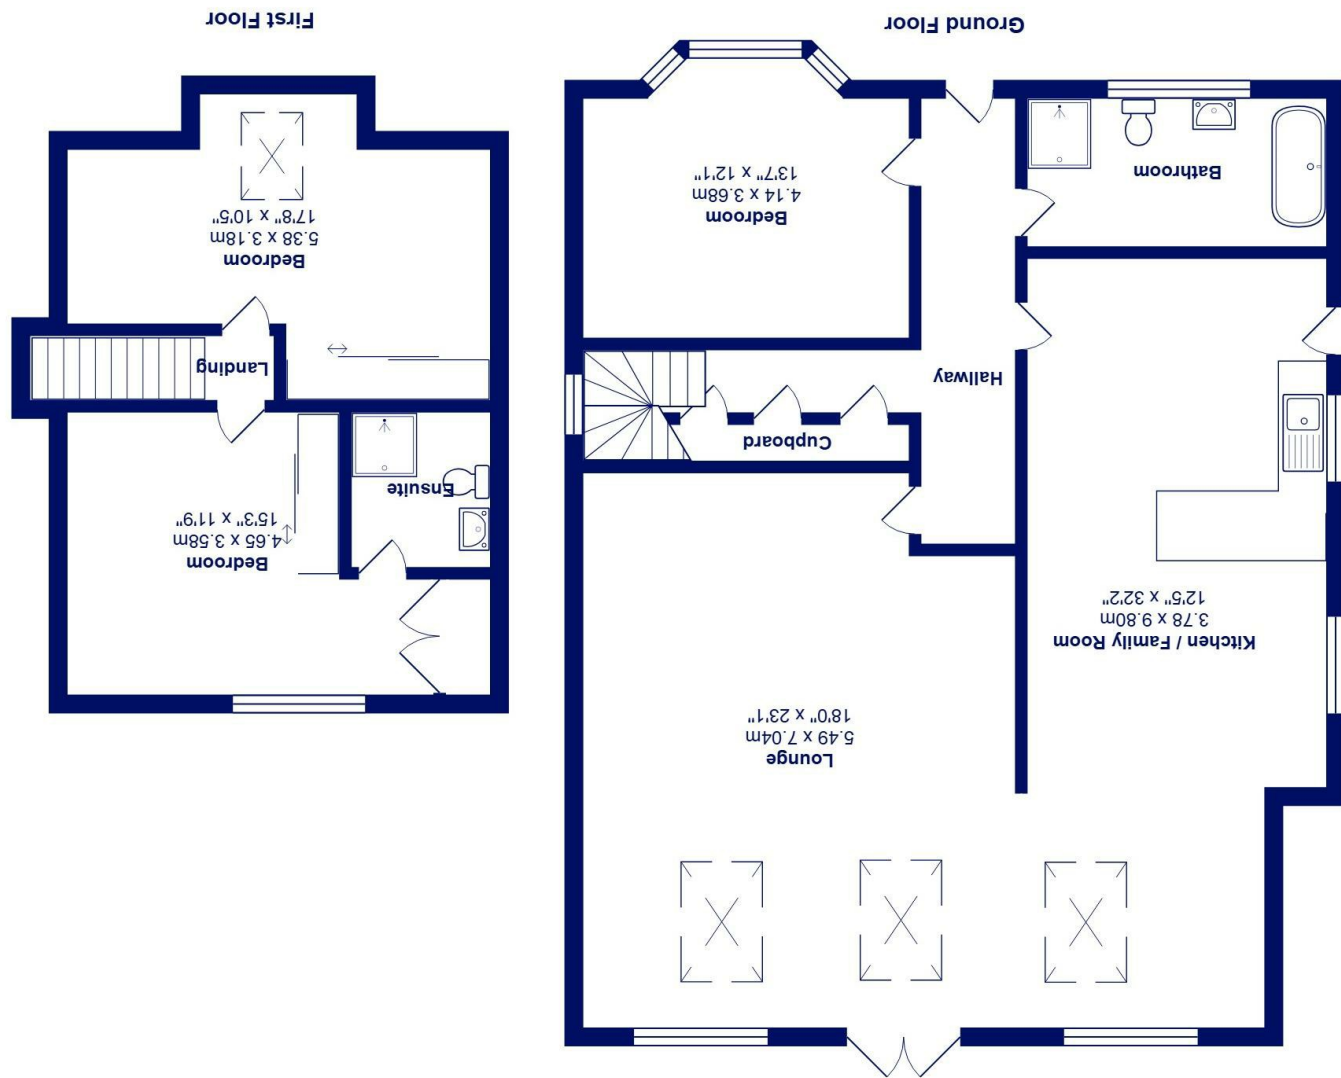 Lounge
5.49 x 7.04m
18'0" x 23'1"
Kitchen / Family Room
3.78 x 9.80m
12'5" x 32'2"
Cupboard
Hallway
Bedroom
4.14 x 3.68m
13'7" x 12'1"
Bathroom
Ground Floor
Bedroom
4.65 x 3.58m
15'3" x 11'9"
Ensuite
Landing
Bedroom
5.38 x 3.18m
17'8" x 10'5"
First Floor